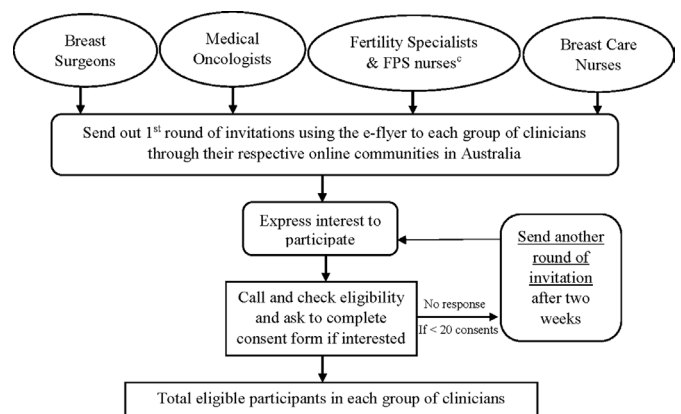 Breast
Surgeons
Medical
Oncologists
Fertility Specialists
& FPS nursesᶜ
Breast Care
Nurses
Send out 1ˢᵗ round of invitations using the e-flyer to each group of clinicians
through their respective online communities in Australia
Express interest to
participate
Send another
round of
invitation
after two
weeks
Call and check eligibility
and ask to complete
consent form if interested
No response
If < 20 consents
Total eligible participants in each group of clinicians